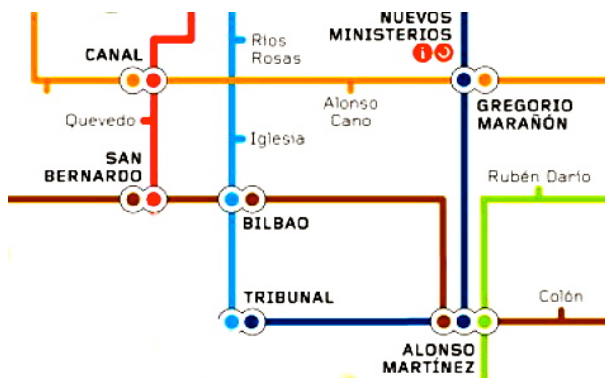 NUEVOS
MINISTERIOS
Ríos
Rosas
CANAL
Alonso
Cano
GREGORIO
MARAÑÓN
Quevedo
Iglesia
SAN
BERNARDO
Rubén Darío
BILBAO
TRIBUNAL
Colón
ALONSO
MARTÍNEZ